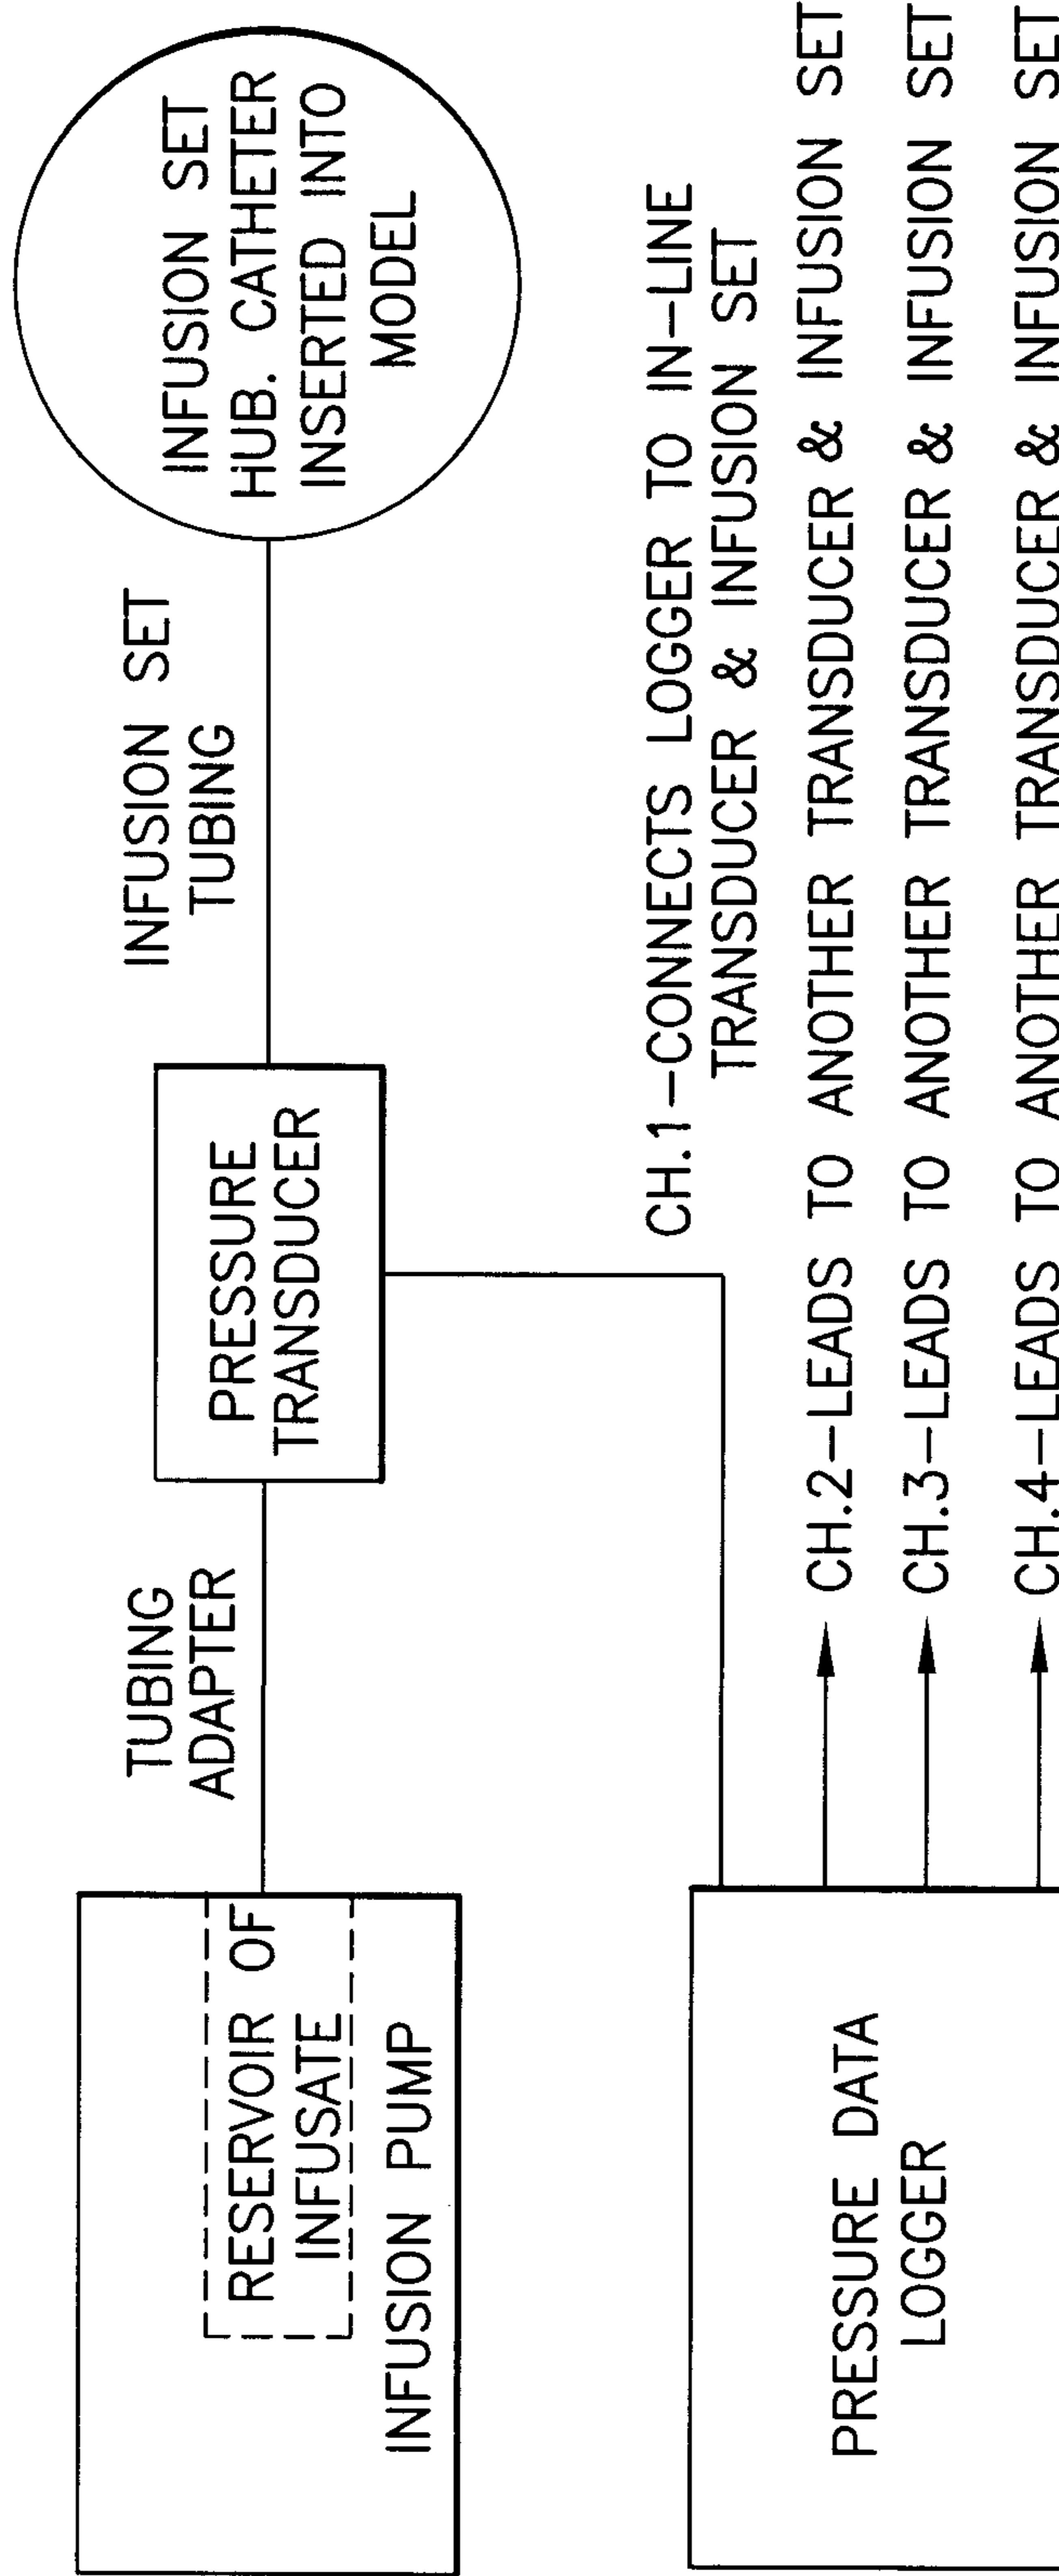 RESERVOIR OF
INFUSATE
INFUSION PUMP
TUBING
ADAPTER
PRESSURE
TRANSDUCER
INFUSION SET
TUBING
INFUSION SET
HUB. CATHETER
INSERTED INTO
MODEL
PRESSURE DATA
LOGGER
CH.1-CONNECTS LOGGER TO IN-LINE
TRANSDUCER & INFUSION SET
CH.2-LEADS TO ANOTHER TRANSDUCER & INFUSION SET
CH.3-LEADS TO ANOTHER TRANSDUCER & INFUSION SET
CH.4-LEADS TO ANOTHER TRANSDUCER & INFUSION SET